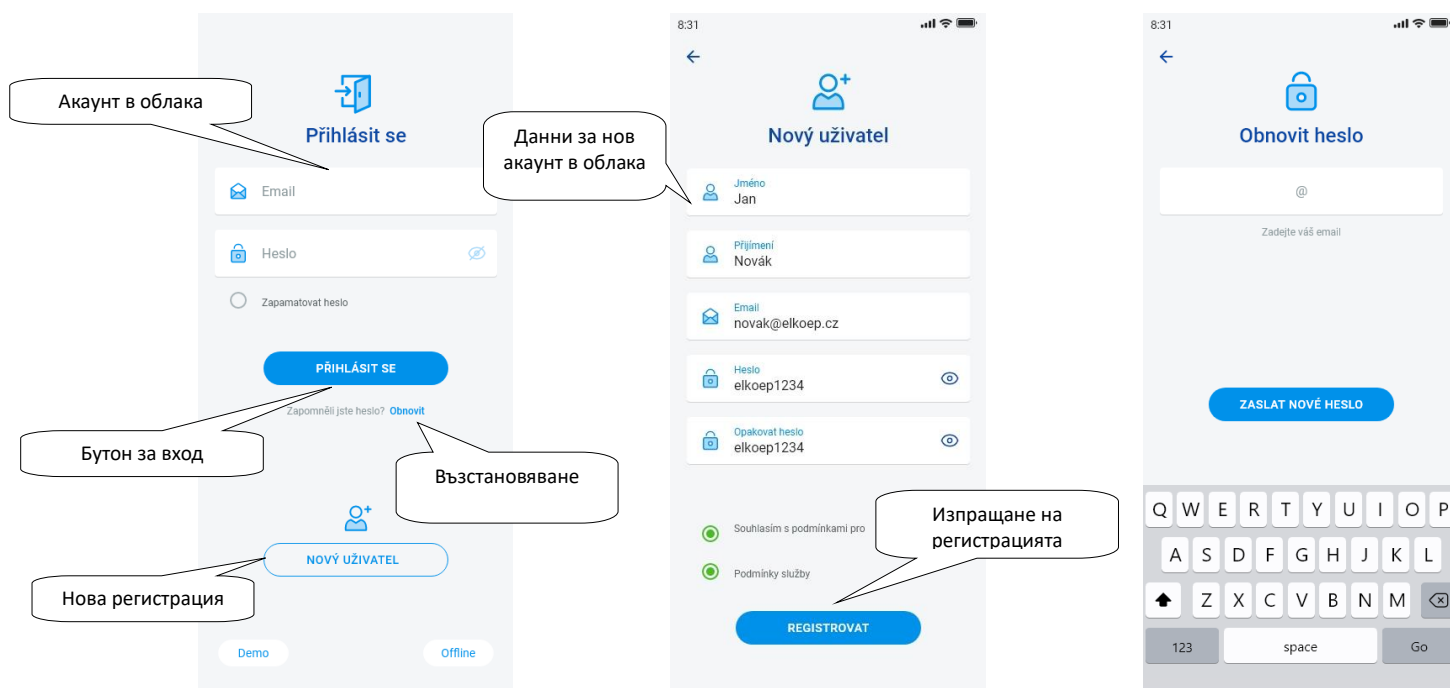 Акаунт в облака
Přihlásit se
Email
Heslo
Zapamatovat heslo
PŘIHLÁSIT SE
Zapomněli jste heslo? Obnovit
Бутон за вход
Възстановяване
NOVÝ UŽIVATEL
Нова регистрация
Demo
Offline
8:31
Данни за нов
акаунт в облака
Nový uživatel
Jméno
Jan
Příjímení
Novák
Email
novak@elkoep.cz
Heslo
elkoep1234
Opakovat heslo
elkoep1234
Изпращане на
регистрацията
Souhlasím s podmínkami pro
Podmínky služby
REGISTROVAT
8:31
Obnovit heslo
@
Zadejte váš email
ZASLAT NOVÉ HESLO
Q W E R T Y U I O P
A S D F G H J K L
Z X C V B N M
123 space Go